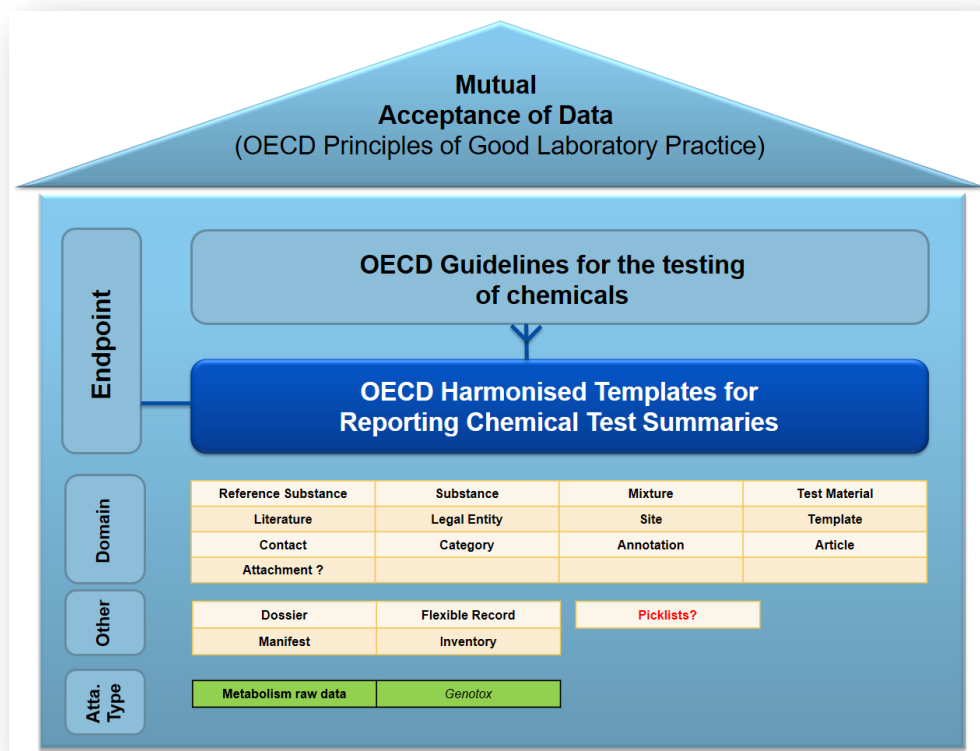 Mutual
Acceptance of Data
(OECD Principles of Good Laboratory Practice)
Endpoint
OECD Guidelines for the testing
of chemicals
OECD Harmonised Templates for
Reporting Chemical Test Summaries
Domain
Reference Substance Substance Mixture Test Material
Literature Legal Entity Site Template
Contact Category Annotation Article
Attachment ?
Other
Dossier Flexible Record Picklists?
Manifest Inventory
Atta.
Type
Metabolism raw data Genotox